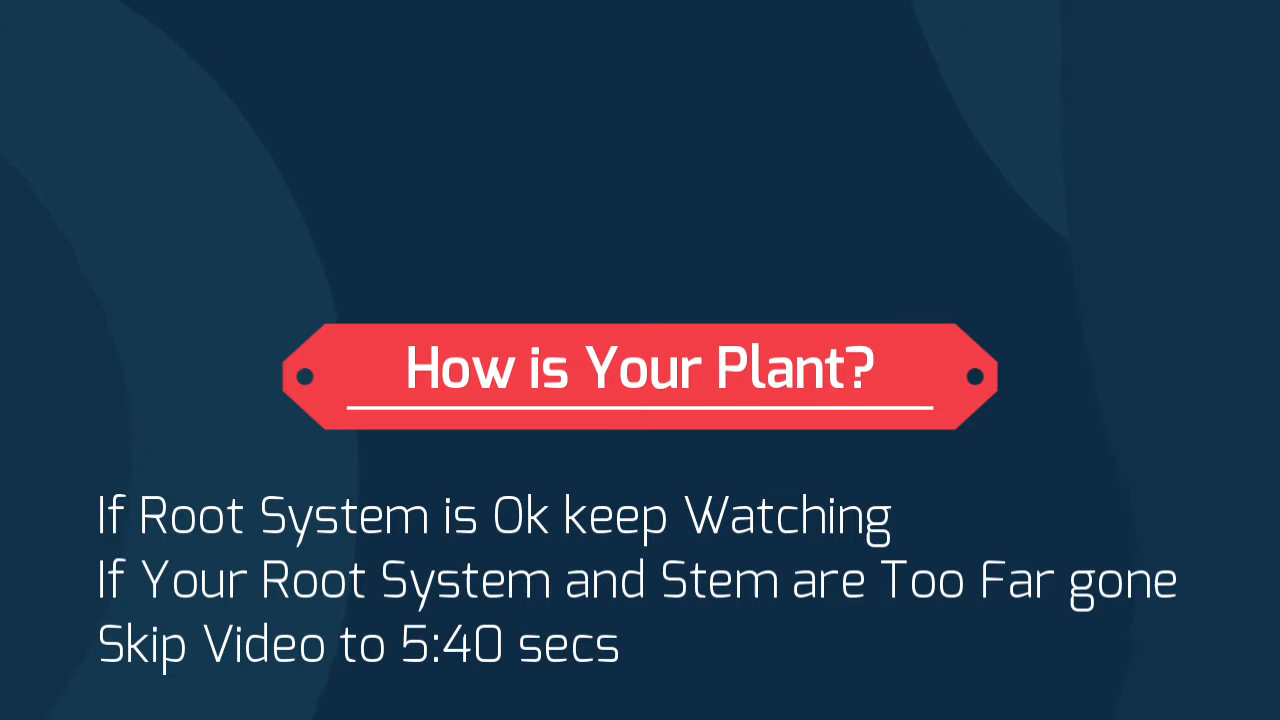 How is Your Plant?
If Root System is Ok keep Watching
If Your Root System and Stem are Too Far gone
Skip Video to 5:40 secs